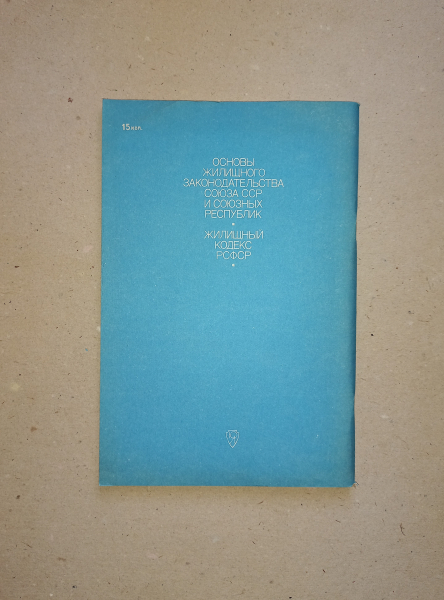 15 коп.
ОСНОВЫ
ЖИЛИЩНОГО
ЗАКОНОДАТЕЛЬСТВА
СОЮЗА ССР
И СОЮЗНЫХ
РЕСПУБЛИК
•
ЖИЛИЩНЫЙ
КОДЕКС
РСФСР
•